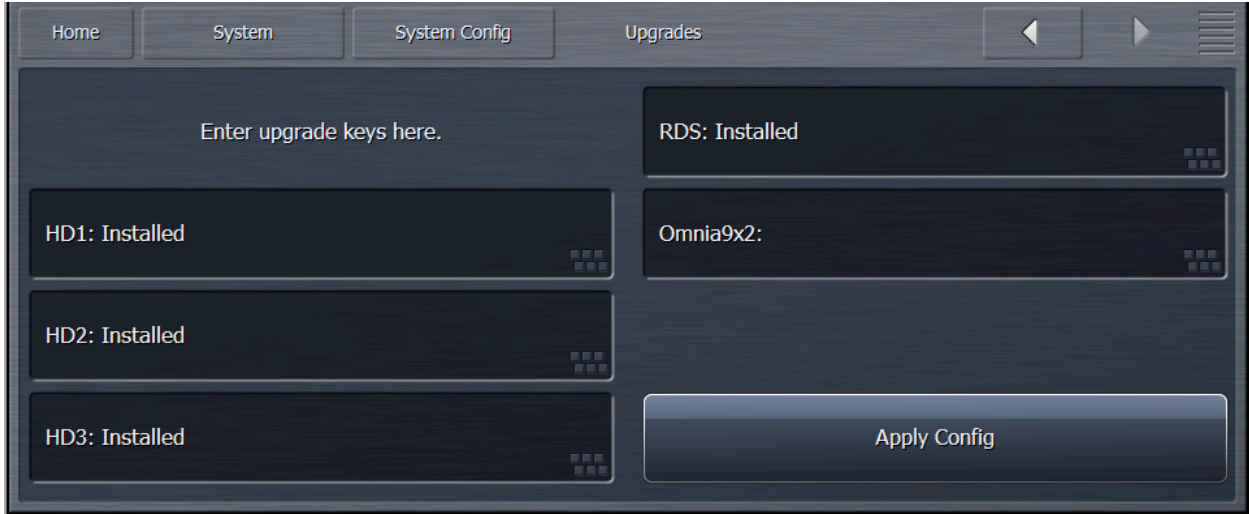 Home System System Config Upgrades
Enter upgrade keys here.
RDS: Installed
HD1: Installed
Omnia9x2:
HD2: Installed
HD3: Installed
Apply Config